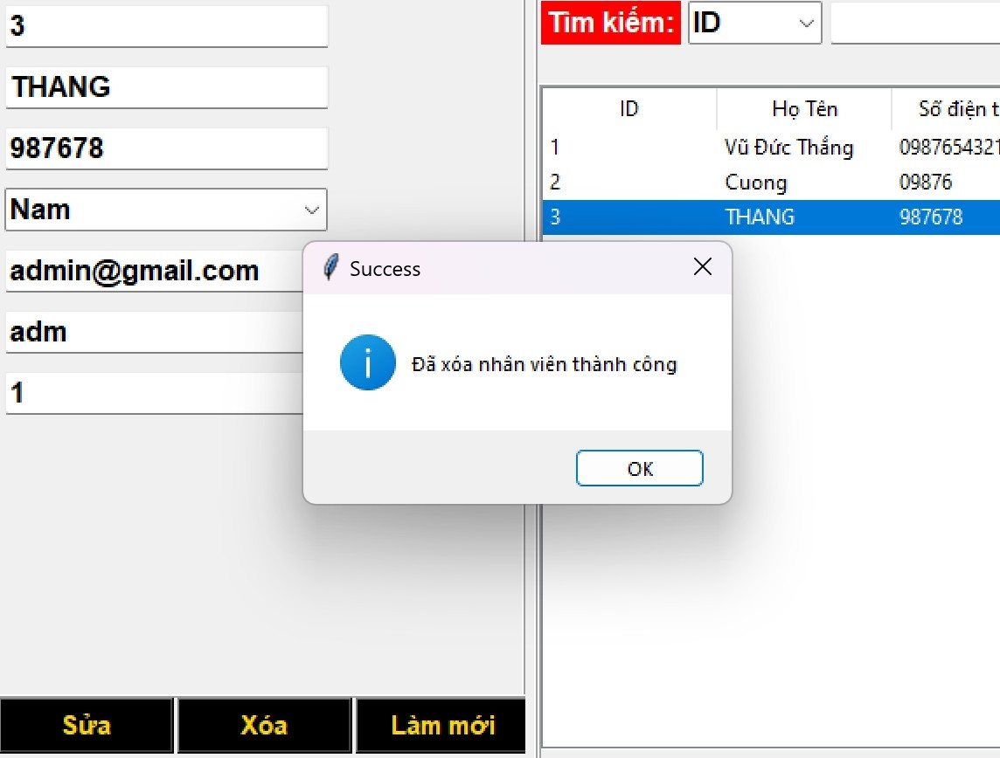 3
THANG
987678
Nam
admin@gmail.com
adm
1
Sửa Xóa Làm mới
Tìm kiếm: ID
ID Họ Tên Số điện t
1 Vũ Đức Thắng 0987654321
2 Cuong 09876
3 THANG 987678
Success
Đã xóa nhân viên thành công
OK